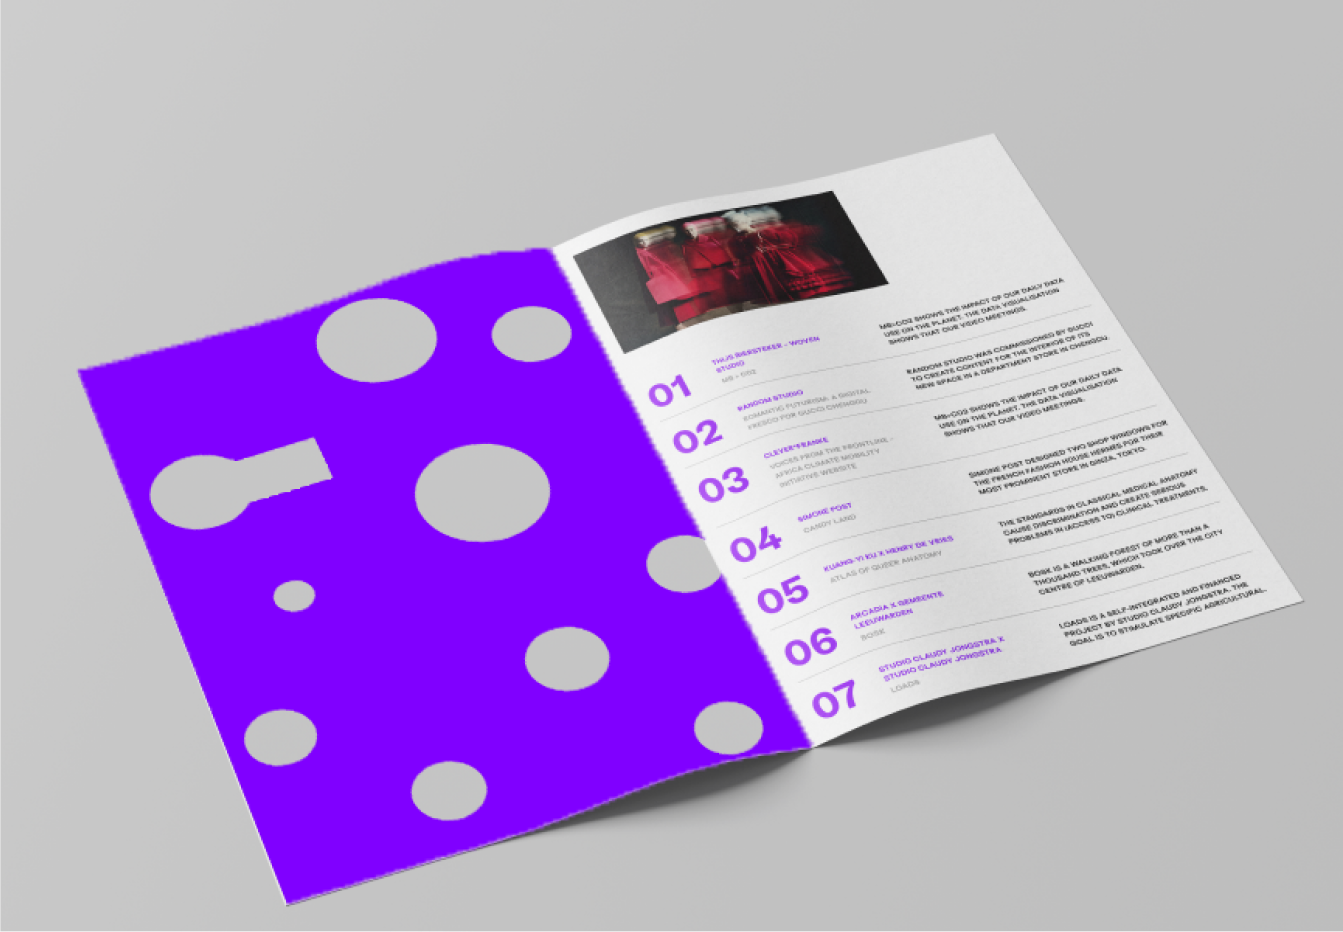 01
THIJS BIERSTEKER - WOVEN
STUDIO
MB > CO2
MB>CO2 SHOWS THE IMPACT OF OUR DAILY DATA
USE ON THE PLANET. THE DATA VISUALISATION
SHOWS THAT OUR VIDEO MEETINGS.
02
RANDOM STUDIO
ROMANTIC FUTURISM: A DIGITAL
FRESCO FOR GUCCI CHENGDU
RANDOM STUDIO WAS COMMISSIONED BY GUCCI
TO CREATE CONTENT FOR THE INTERIOR OF ITS
NEW SPACE IN A DEPARTMENT STORE IN CHENGDU.
03
CLEVER°FRANKE
VOICES FROM THE FRONTLINE -
AFRICA CLIMATE MOBILITY
INITIATIVE WEBSITE
MB>CO2 SHOWS THE IMPACT OF OUR DAILY DATA
USE ON THE PLANET. THE DATA VISUALISATION
SHOWS THAT OUR VIDEO MEETINGS.
04
SIMONE POST
CANDY LAND
SIMONE POST DESIGNED TWO SHOP WINDOWS FOR
THE FRENCH FASHION HOUSE HERMÈS FOR THEIR
MOST PROMINENT STORE IN GINZA, TOKYO.
05
KUANG-YI KU X HENRY DE VRIES
ATLAS OF QUEER ANATOMY
THE STANDARDS IN CLASSICAL MEDICAL ANATOMY
CAUSE DISCRIMINATION AND CREATE SERIOUS
PROBLEMS IN (ACCESS TO) CLINICAL TREATMENTS.
06
ARCADIA X GEMEENTE
LEEUWARDEN
BOSK
BOSK IS A WALKING FOREST OF MORE THAN A
THOUSAND TREES, WHICH TOOK OVER THE CITY
CENTRE OF LEEUWARDEN.
07
STUDIO CLAUDY JONGSTRA X
STUDIO CLAUDY JONGSTRA
LOADS
LOADS IS A SELF-INTEGRATED AND FINANCED
PROJECT BY STUDIO CLAUDY JONGSTRA. THE
GOAL IS TO STIMULATE SPECIFIC AGRICULTURAL.